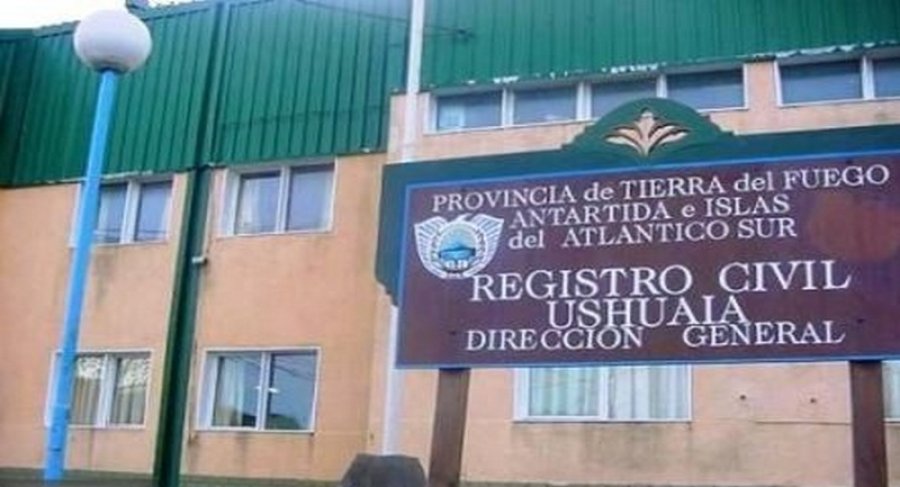 PROVINCIA de TIERRA del FUEGO
ANTARTIDA e ISLAS
del ATLANTICO SUR
REGISTRO CIVIL
USHUAIA
DIRECCIÓN GENERAL